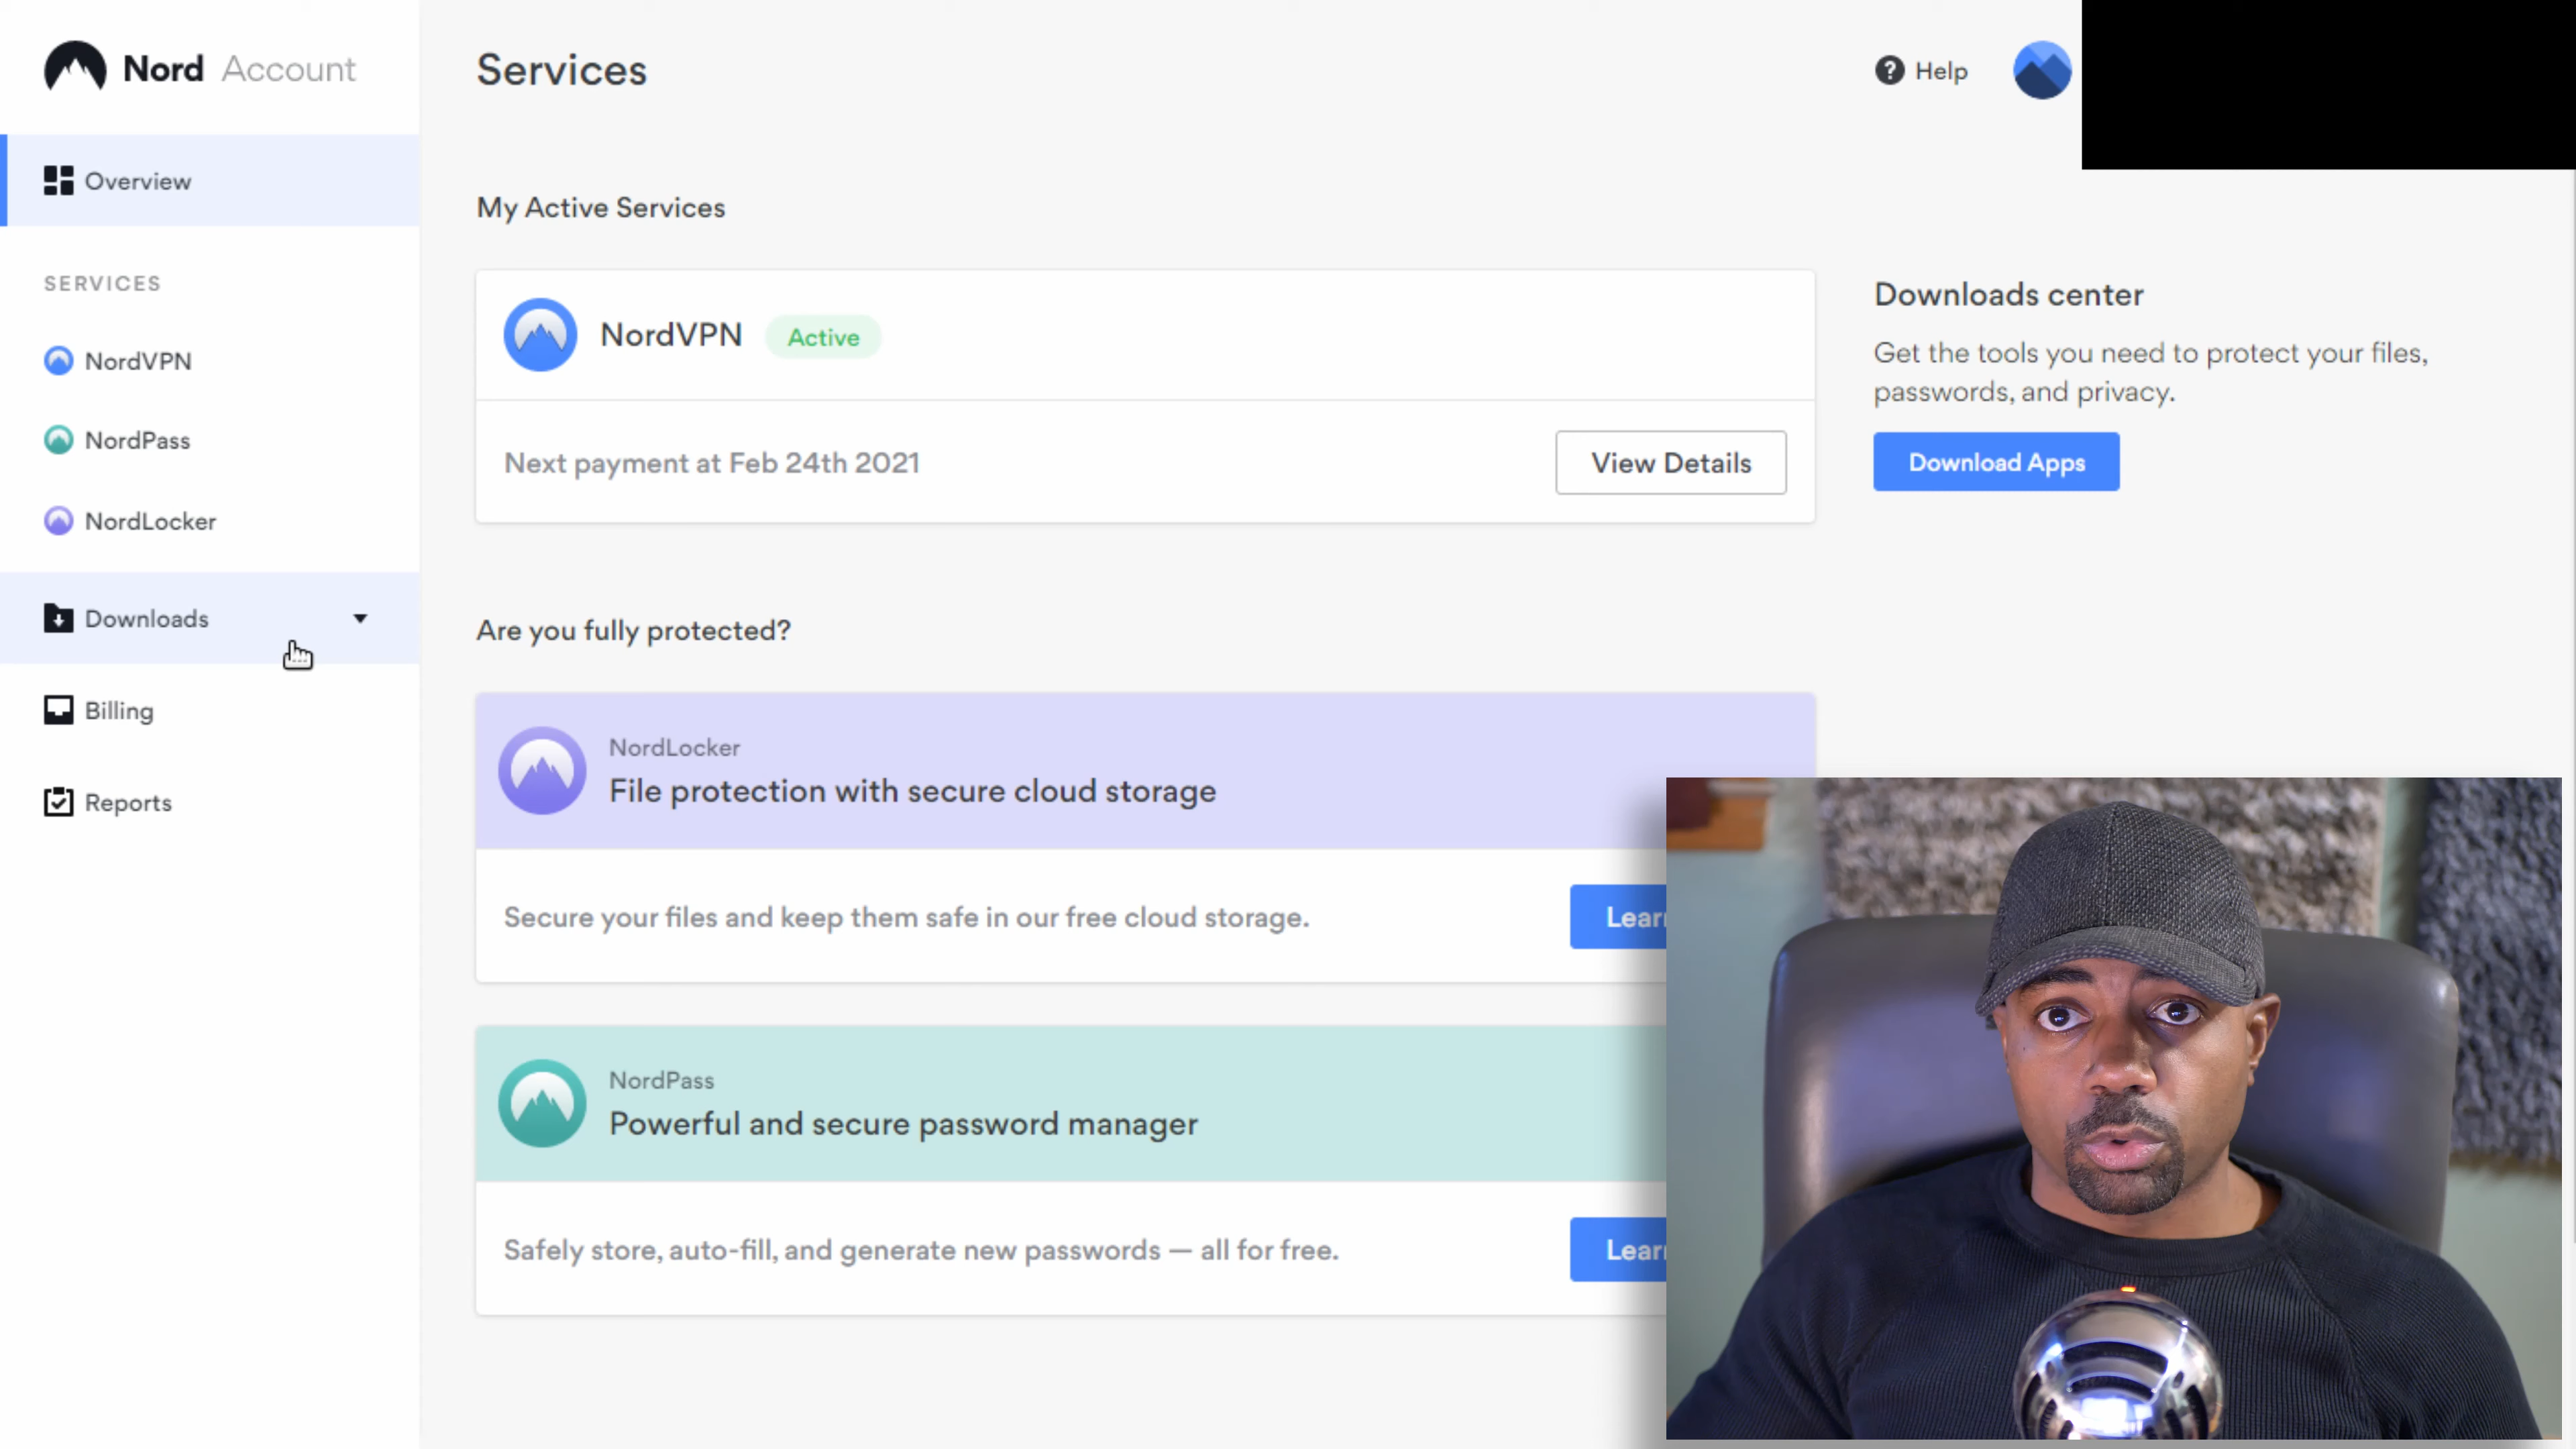 Nord Account
Overview
SERVICES
NordVPN
NordPass
NordLocker
Downloads
Billing
Reports
Services
Help
My Active Services
NordVPN Active
Next payment at Feb 24th 2021
View Details
Downloads center
Get the tools you need to protect your files,
passwords, and privacy.
Download Apps
Are you fully protected?
NordLocker
File protection with secure cloud storage
Secure your files and keep them safe in our free cloud storage.
NordPass
Powerful and secure password manager
Safely store, auto-fill, and generate new passwords — all for free.